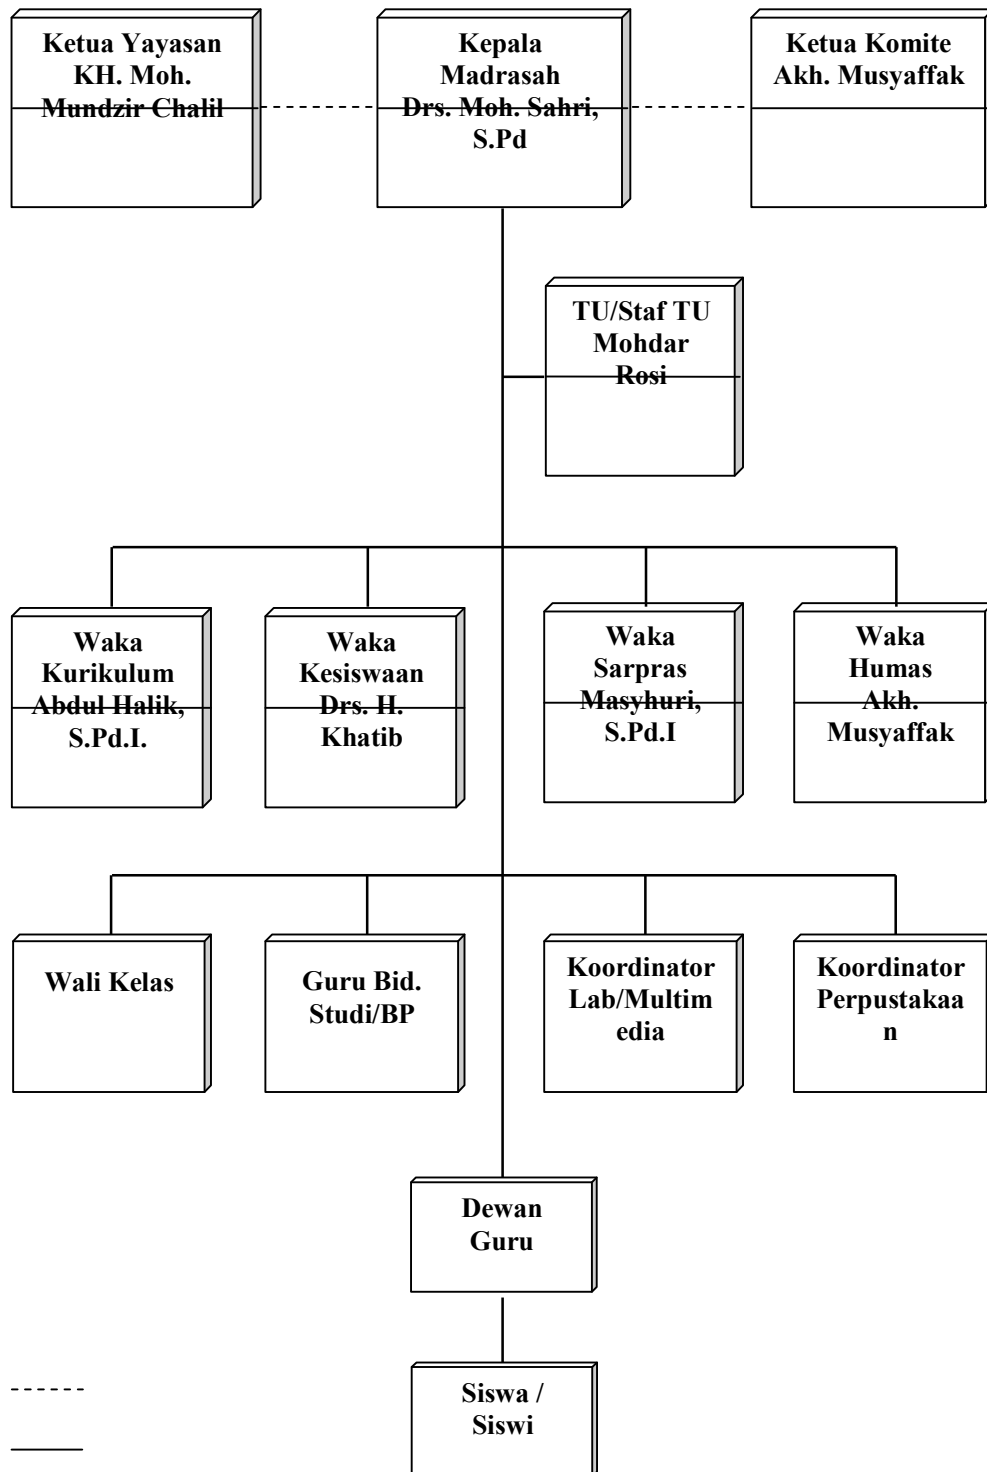 Ketua Yayasan
KH. Moh.
Mundzir Chalil
Kepala
Madrasah
Drs. Moh. Sahri,
S.Pd
Ketua Komite
Akh. Musyaffak
TU/Staf TU
Mohdar
Rosi
Waka
Kurikulum
Abdul Halik,
S.Pd.I.
Waka
Kesiswaan
Drs. H.
Khatib
Waka
Sarpras
Masyhuri,
S.Pd.I
Waka
Humas
Akh.
Musyaffak
Wali Kelas
Guru Bid.
Studi/BP
Koordinator
Lab/Multim
edia
Koordinator
Perpustakaa
n
Dewan
Guru
Siswa /
Siswi